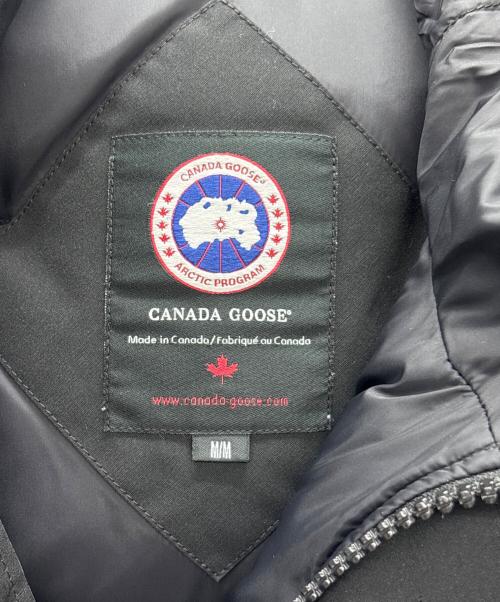 CANADA GOOSE®
ARCTIC PROGRAM
CANADA GOOSE®
Made in Canada/Fabriqué au Canada
www.canada-goose.com
M/M